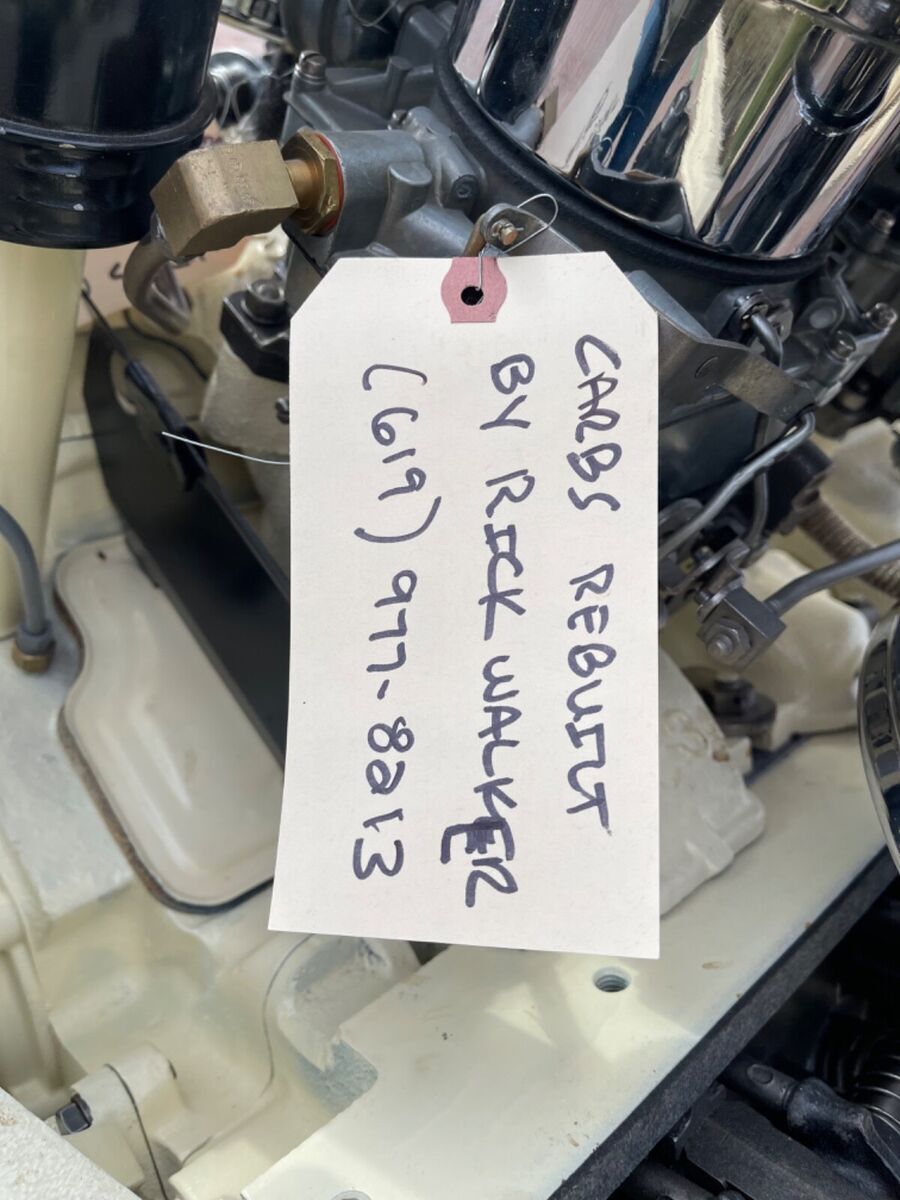 CARBS REBUILT
BY RICK WALKER
(619) 977-8213